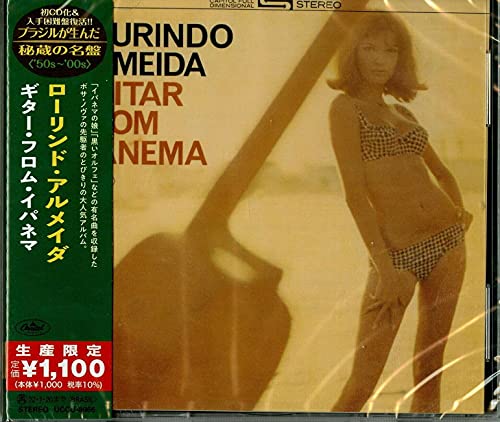 初CD化&
入手困難盤復活!!
ブラジルが生んだ
秘蔵の名盤
〈'50s~'00s〉
「イパネマの娘」「黒いオルフェ」などの有名曲を収録した
ボサ・ノヴァの先駆者のとびきりの大人気アルバム。
ローリンド・アルメイダ
ギター・フロム・イパネマ
Capitol
生産限定
定価 ¥1,100
(本体¥1,000 税率10%)
STEREO
CAPITOL FULL
DIMENSIONAL
STEREO
URINDO
MEIDA
ITAR
OM
ANEMA